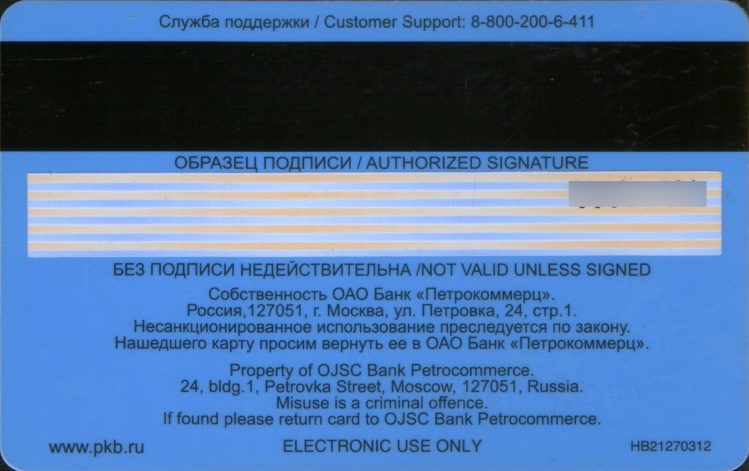 Служба поддержки / Customer Support: 8-800-200-6-411
ОБРАЗЕЦ ПОДПИСИ / AUTHORIZED SIGNATURE
БЕЗ ПОДПИСИ НЕДЕЙСТВИТЕЛЬНА /NOT VALID UNLESS SIGNED
Собственность ОАО Банк «Петрокоммерц».
Россия,127051, г. Москва, ул. Петровка, 24, стр.1.
Несанкционированное использование преследуется по закону.
Нашедшего карту просим вернуть ее в ОАО Банк «Петрокоммерц».
Property of OJSC Bank Petrocommerce.
24, bldg.1, Petrovka Street, Moscow, 127051, Russia.
Misuse is a criminal offence.
If found please return card to OJSC Bank Petrocommerce.
www.pkb.ru ELECTRONIC USE ONLY HB21270312